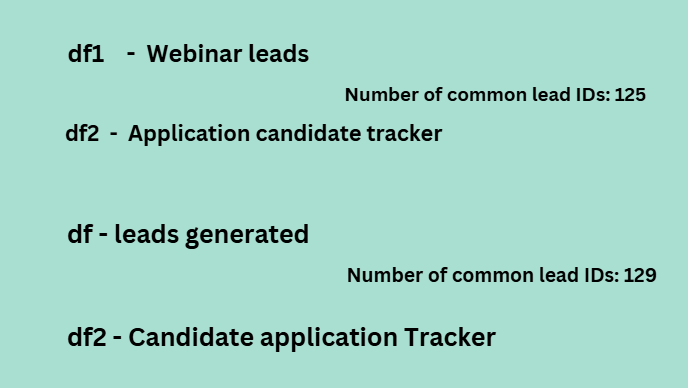 df1 - Webinar leads
Number of common lead IDs: 125
df2 - Application candidate tracker
df - leads generated
Number of common lead IDs: 129
df2 - Candidate application Tracker